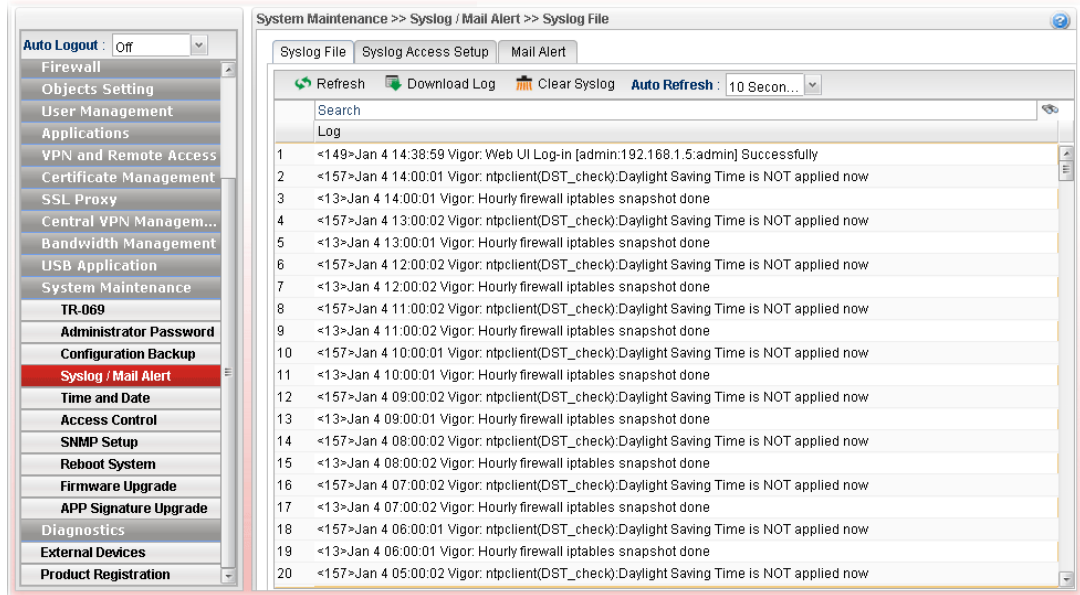 System Maintenance >> Syslog / Mail Alert >> Syslog File
Auto Logout : Off
Firewall
Objects Setting
User Management
Applications
VPN and Remote Access
Certificate Management
SSL Proxy
Central VPN Managem...
Bandwidth Management
USB Application
System Maintenance
TR-069
Administrator Password
Configuration Backup
Syslog / Mail Alert
Time and Date
Access Control
SNMP Setup
Reboot System
Firmware Upgrade
APP Signature Upgrade
Diagnostics
External Devices
Product Registration
Syslog File Syslog Access Setup Mail Alert
Refresh Download Log Clear Syslog Auto Refresh : 10 Secon...
Search
Log
1 <149>Jan 4 14:38:59 Vigor: Web UI Log-in [admin:192.168.1.5:admin] Successfully
2 <157>Jan 4 14:00:01 Vigor: ntpclient(DST_check):Daylight Saving Time is NOT applied now
3 <13>Jan 4 14:00:01 Vigor: Hourly firewall iptables snapshot done
4 <157>Jan 4 13:00:02 Vigor: ntpclient(DST_check):Daylight Saving Time is NOT applied now
5 <13>Jan 4 13:00:01 Vigor: Hourly firewall iptables snapshot done
6 <157>Jan 4 12:00:02 Vigor: ntpclient(DST_check):Daylight Saving Time is NOT applied now
7 <13>Jan 4 12:00:02 Vigor: Hourly firewall iptables snapshot done
8 <157>Jan 4 11:00:02 Vigor: ntpclient(DST_check):Daylight Saving Time is NOT applied now
9 <13>Jan 4 11:00:02 Vigor: Hourly firewall iptables snapshot done
10 <157>Jan 4 10:00:01 Vigor: ntpclient(DST_check):Daylight Saving Time is NOT applied now
11 <13>Jan 4 10:00:01 Vigor: Hourly firewall iptables snapshot done
12 <157>Jan 4 09:00:02 Vigor: ntpclient(DST_check):Daylight Saving Time is NOT applied now
13 <13>Jan 4 09:00:01 Vigor: Hourly firewall iptables snapshot done
14 <157>Jan 4 08:00:02 Vigor: ntpclient(DST_check):Daylight Saving Time is NOT applied now
15 <13>Jan 4 08:00:02 Vigor: Hourly firewall iptables snapshot done
16 <157>Jan 4 07:00:02 Vigor: ntpclient(DST_check):Daylight Saving Time is NOT applied now
17 <13>Jan 4 07:00:02 Vigor: Hourly firewall iptables snapshot done
18 <157>Jan 4 06:00:01 Vigor: ntpclient(DST_check):Daylight Saving Time is NOT applied now
19 <13>Jan 4 06:00:01 Vigor: Hourly firewall iptables snapshot done
20 <157>Jan 4 05:00:02 Vigor: ntpclient(DST_check):Daylight Saving Time is NOT applied now